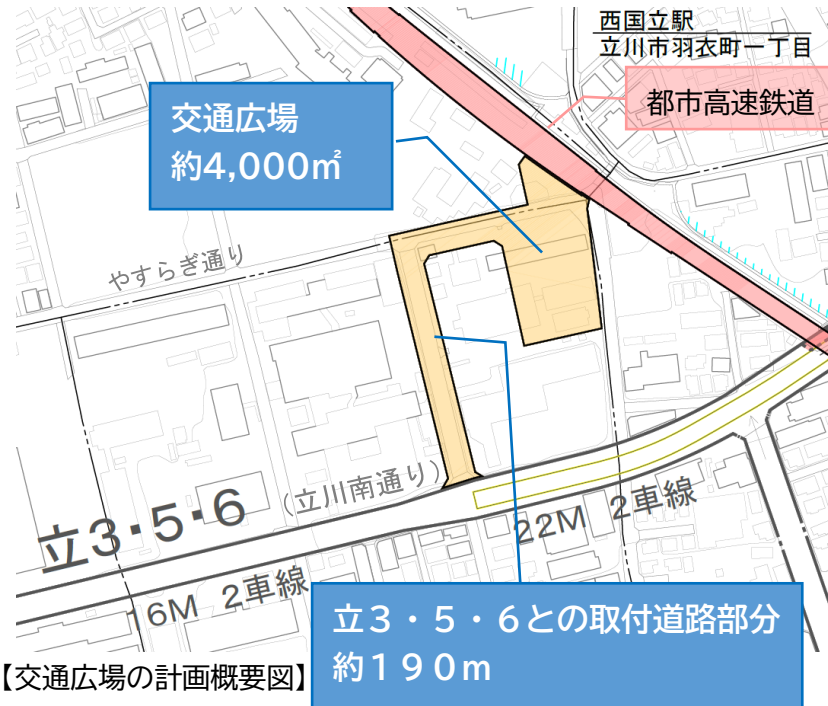 西国立駅
立川市羽衣町一丁目
都市高速鉄道
交通広場
約4,000㎡
やすらぎ通り
(立川南通り)
立3・5・6
22M 2車線
16M 2車線
立3・5・6との取付道路部分
約190m
【交通広場の計画概要図】